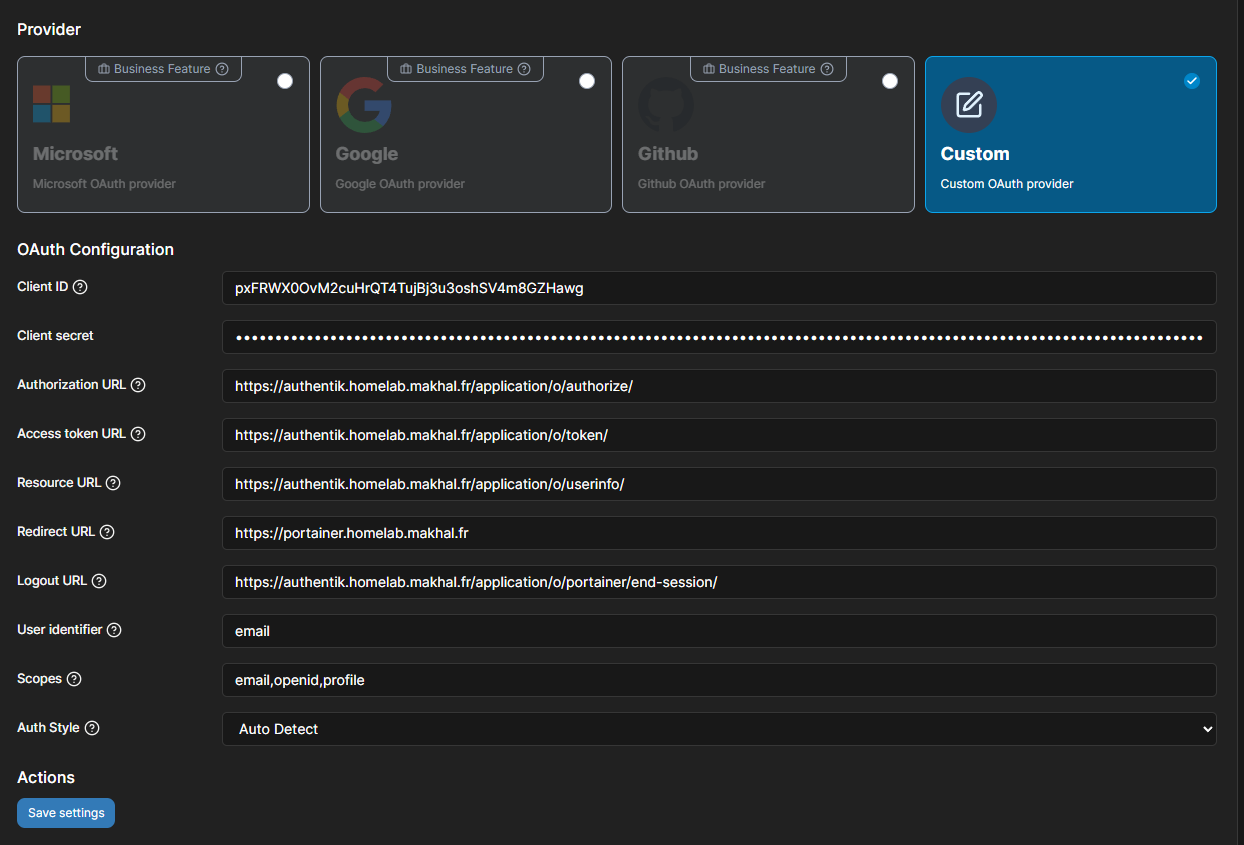 Provider
Business Feature
Microsoft
Microsoft OAuth provider
Business Feature
Google
Google OAuth provider
Business Feature
Github
Github OAuth provider
Custom
Custom OAuth provider
OAuth Configuration
Client ID
pxFRWX0OvM2cuHrQT4TujBj3u3oshSV4m8GZHawg
Client secret
Authorization URL
https://authentik.homelab.makhal.fr/application/o/authorize/
Access token URL
https://authentik.homelab.makhal.fr/application/o/token/
Resource URL
https://authentik.homelab.makhal.fr/application/o/userinfo/
Redirect URL
https://portainer.homelab.makhal.fr
Logout URL
https://authentik.homelab.makhal.fr/application/o/portainer/end-session/
User identifier
email
Scopes
email,openid,profile
Auth Style
Auto Detect
Actions
Save settings